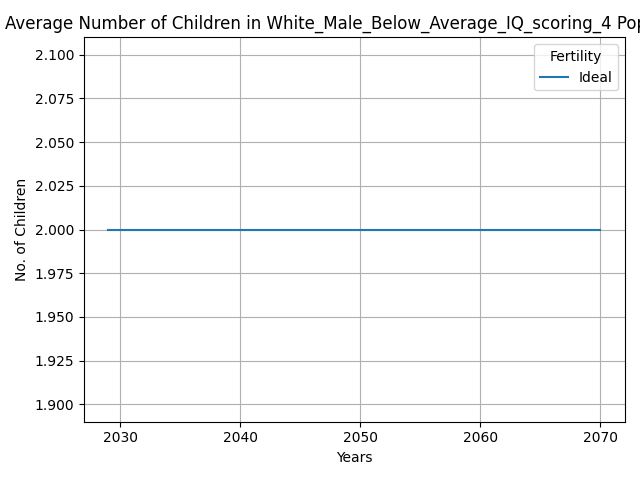 Average Number of Children in White_Male_Below_Average_IQ_scoring_4 Pop
Fertility
Ideal
2.100
2.075
2.050
2.025
2.000
1.975
1.950
1.925
1.900
No. of Children
2030 2040 2050 2060 2070
Years